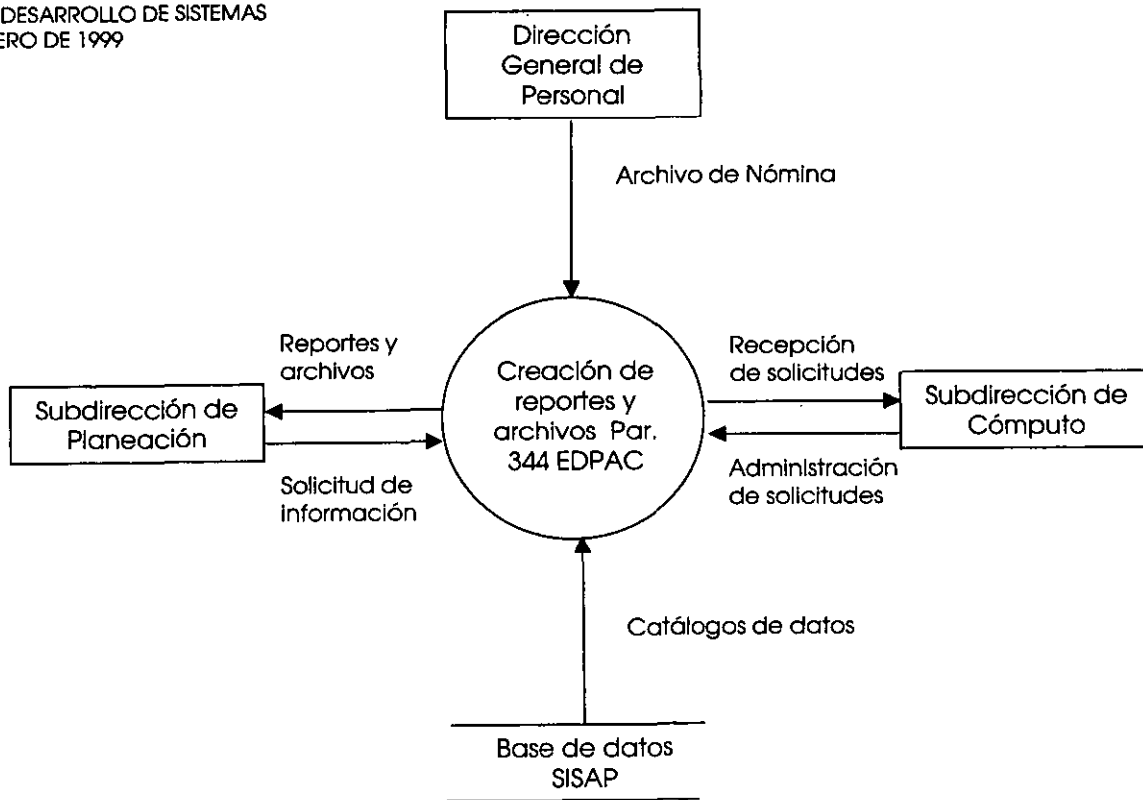 DESARROLLO DE SISTEMAS
ERO DE 1999
Dirección
General de
Personal
Archivo de Nómina
Reportes y
archivos
Recepción
de solicitudes
Creación de
reportes y
archivos Par.
344 EDPAC
Subdirección de
Planeación
Subdirección de
Cómputo
Solicitud de
información
Administración
de solicitudes
Catálogos de datos
Base de datos
SISAP